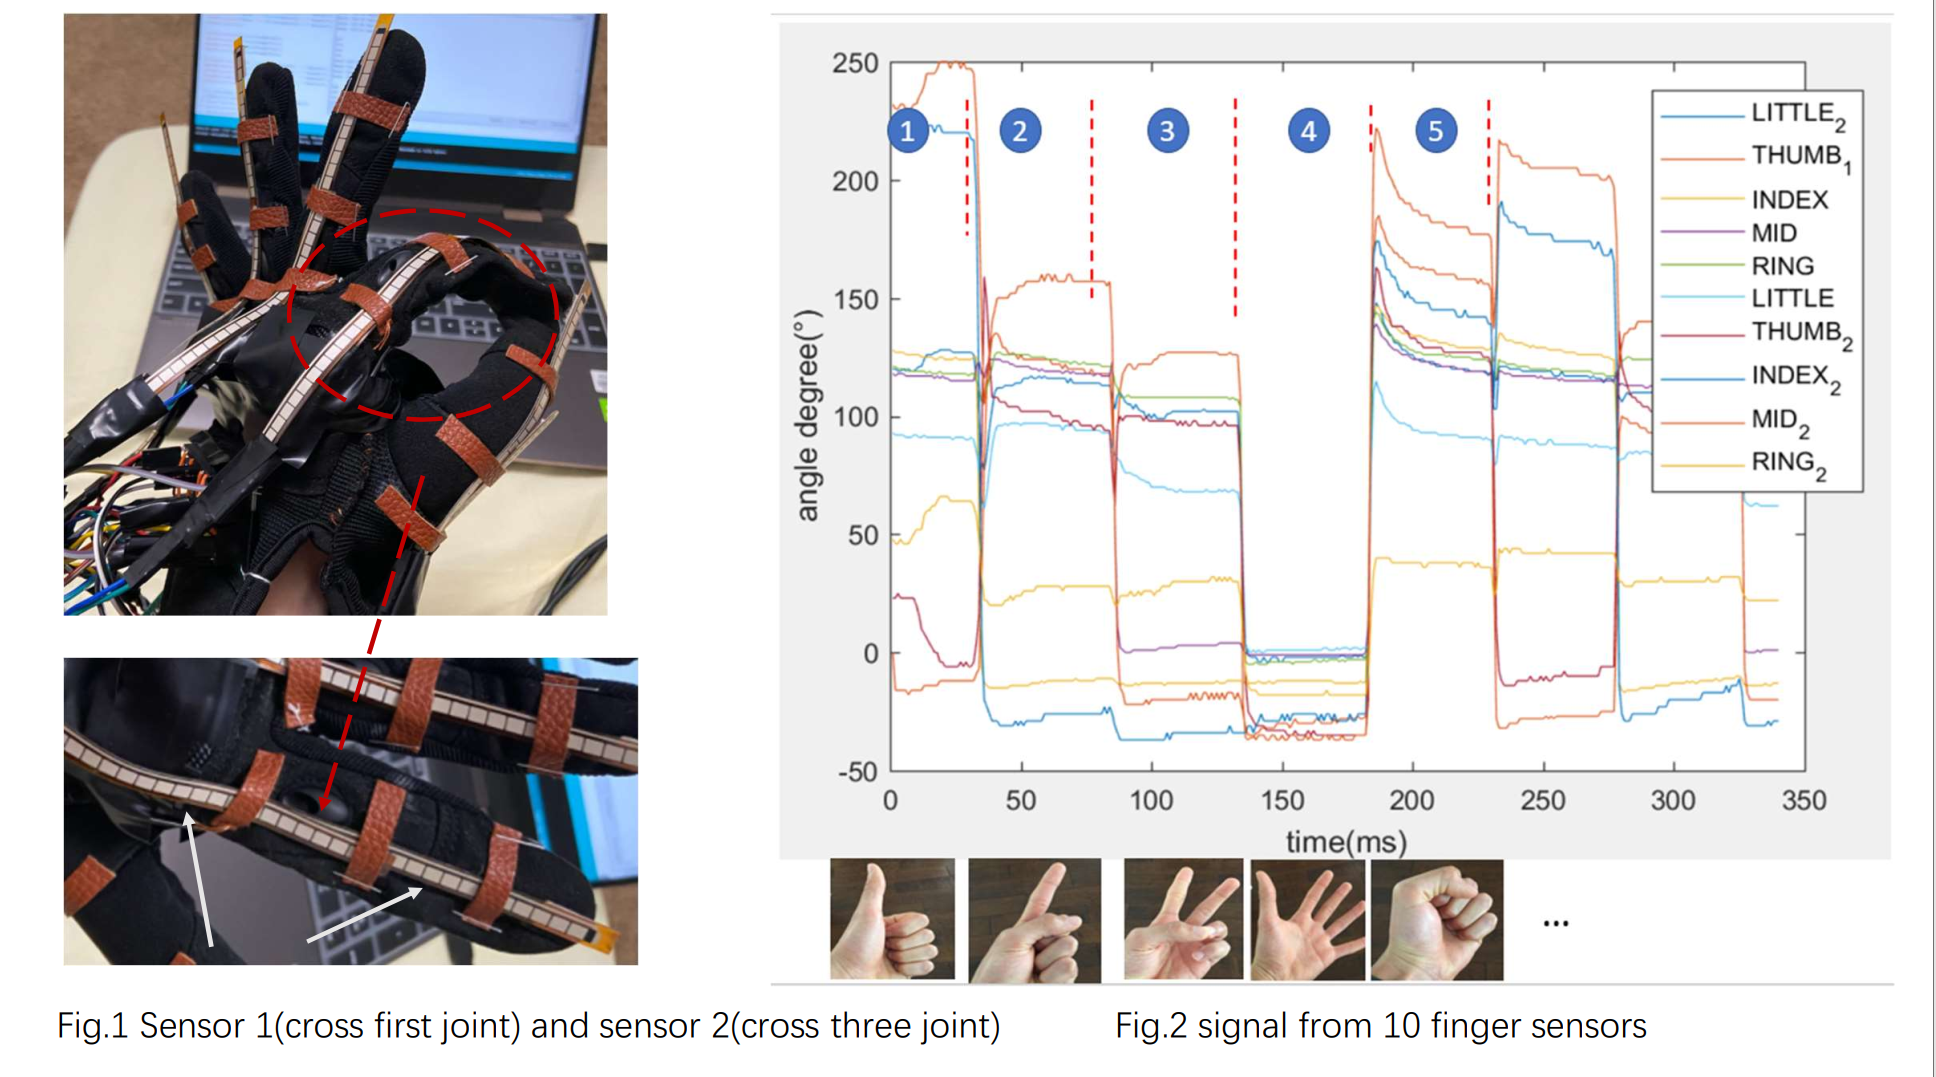 250
200
150
100
50
0
-50
angle degree(°)
0 50 100 150 200 250 300 350
time(ms)
1 2 3 4 5
LITTLE₂
THUMB₁
INDEX
MID
RING
LITTLE
THUMB₂
INDEX₂
MID₂
RING₂
...
Fig.1 Sensor 1(cross first joint) and sensor 2(cross three joint)
Fig.2 signal from 10 finger sensors